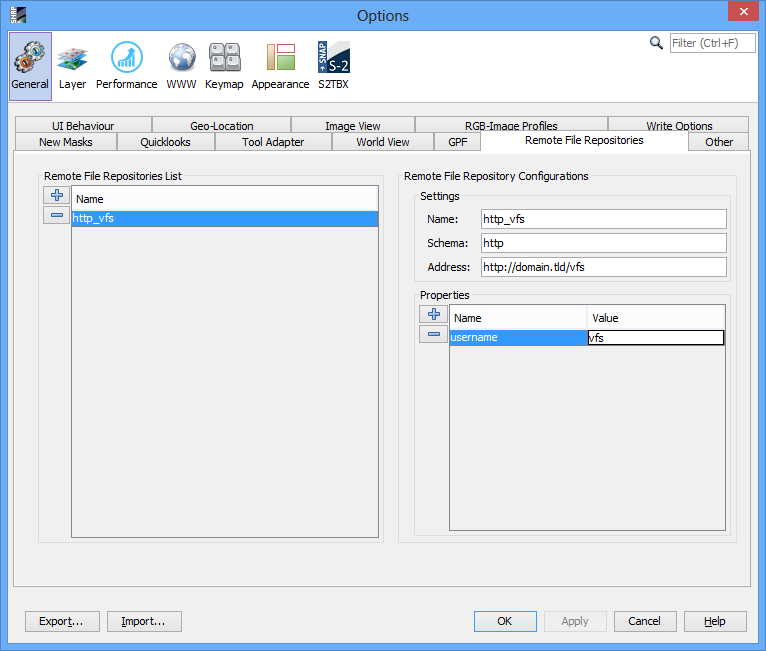 Options
General Layer Performance WWW Keymap Appearance S2TBX
SNAP
S-2
Filter (Ctrl+F)
UI Behaviour Geo-Location Image View RGB-Image Profiles Write Options
New Masks Quicklooks Tool Adapter World View GPF Remote File Repositories Other
Remote File Repositories List
Name
http_vfs
Remote File Repository Configurations
Settings
Name: http_vfs
Schema: http
Address: http://domain.tld/vfs
Properties
Name Value
username vfs
Export... Import... OK Apply Cancel Help